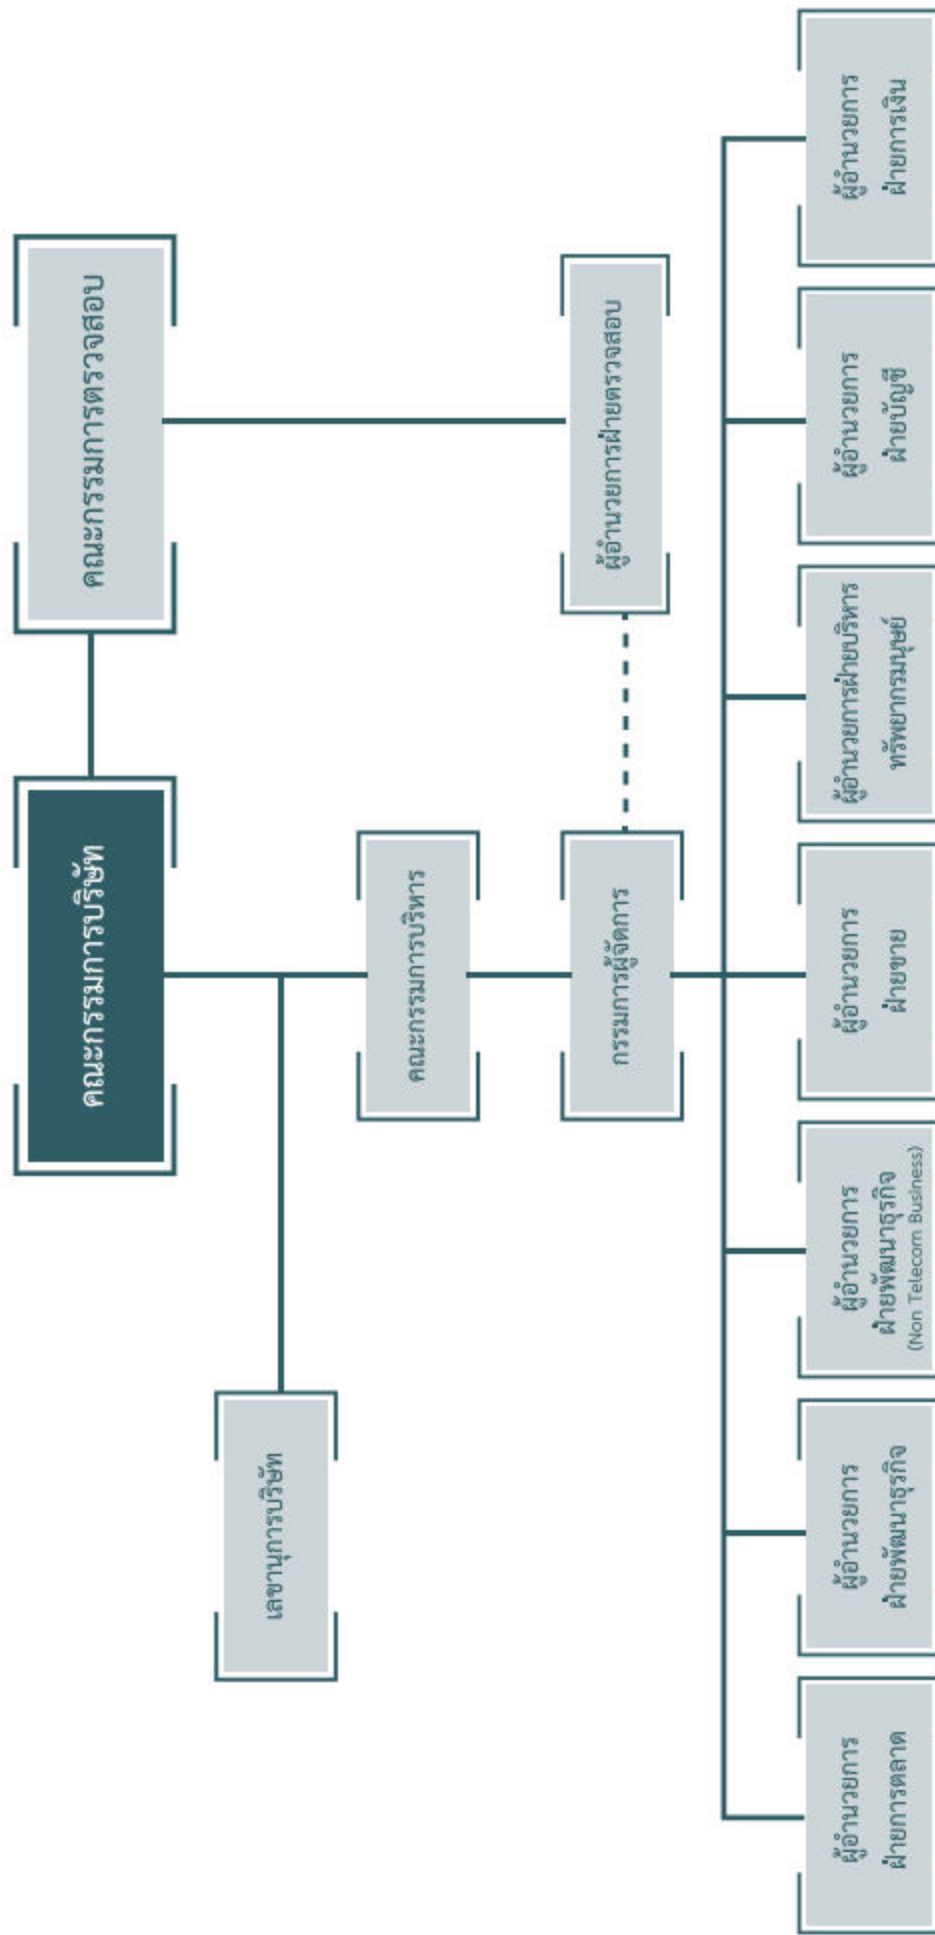 คณะกรรมการบริษัท
คณะกรรมการตรวจสอบ
เลขานุการบริษัท
คณะกรรมการบริหาร
กรรมการผู้จัดการ
ผู้อำนวยการฝ่ายตรวจสอบ
ผู้อำนวยการ
ฝ่ายการตลาด
ผู้อำนวยการ
ฝ่ายพัฒนาธุรกิจ
ผู้อำนวยการ
ฝ่ายพัฒนาธุรกิจ
(Non Telecom Business)
ผู้อำนวยการ
ฝ่ายขาย
ผู้อำนวยการฝ่ายบริหาร
ทรัพยากรมนุษย์
ผู้อำนวยการ
ฝ่ายบัญชี
ผู้อำนวยการ
ฝ่ายการเงิน